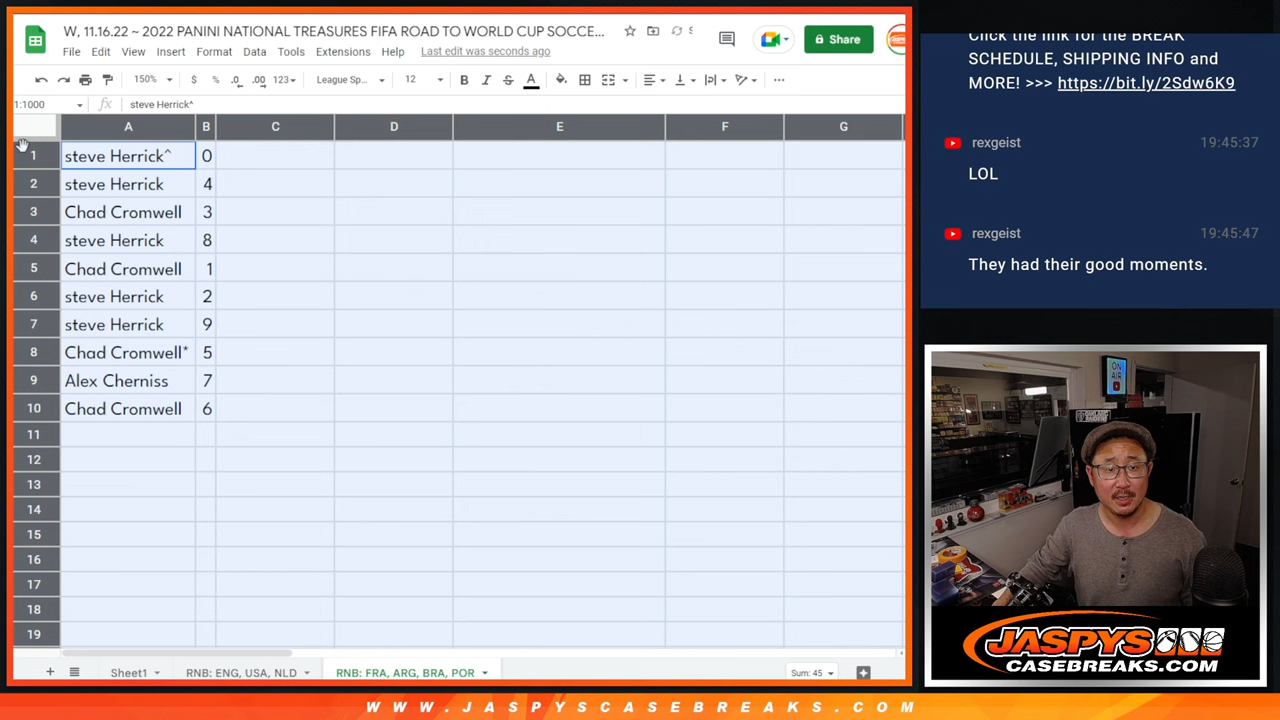 W, 11.16.22 ~ 2022 PANINI NATIONAL TREASURES FIFA ROAD TO WORLD CUP SOCCE...
File Edit View Insert Format Data Tools Extensions Help Last edit was seconds ago
Share
150% $ % .0 .00 123 League Sp... 12 B I S A
1:1000 fx steve Herrick^
A B C D E F G
1 steve Herrick^ 0
2 steve Herrick 4
3 Chad Cromwell 3
4 steve Herrick 8
5 Chad Cromwell 1
6 steve Herrick 2
7 steve Herrick 9
8 Chad Cromwell* 5
9 Alex Cherniss 7
10 Chad Cromwell 6
11
12
13
14
15
16
17
18
19
+ Sheet1 RNB: ENG, USA, NLD RNB: FRA, ARG, BRA, POR Sum: 45
Click the link for the BREAK
SCHEDULE, SHIPPING INFO and
MORE! >>> https://bit.ly/2Sdw6K9
rexgeist 19:45:37
LOL
rexgeist 19:45:47
They had their good moments.
ON
AIR
JASPYS
CASEBREAKS.COM
WWW.JASPYSCASEBREAKS.COM